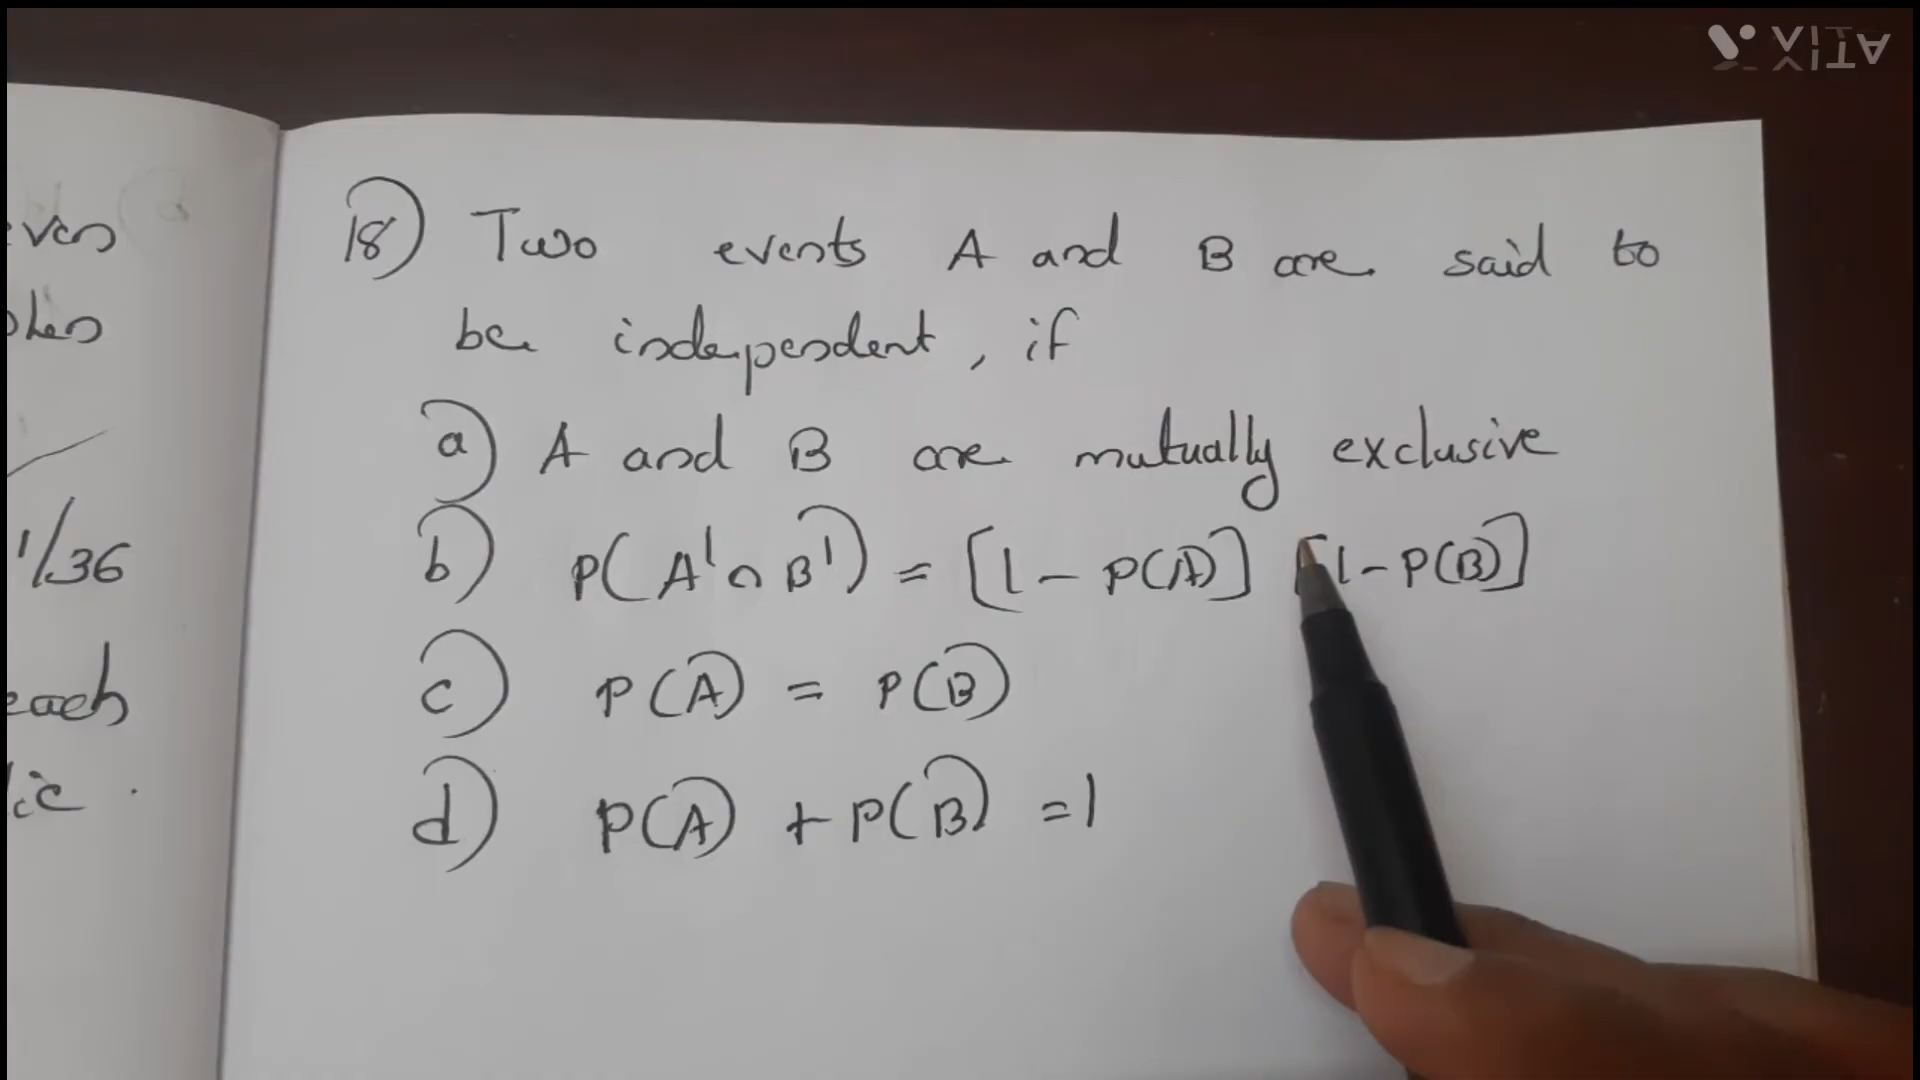 VITA
ven
1/36
each
18) Two events A and B are said to
be independent, if
a) A and B are mutually exclusive
b) P(A'∩B') = [1-P(A)] [1-P(B)]
c) P(A) = P(B)
d) P(A) + P(B) = 1